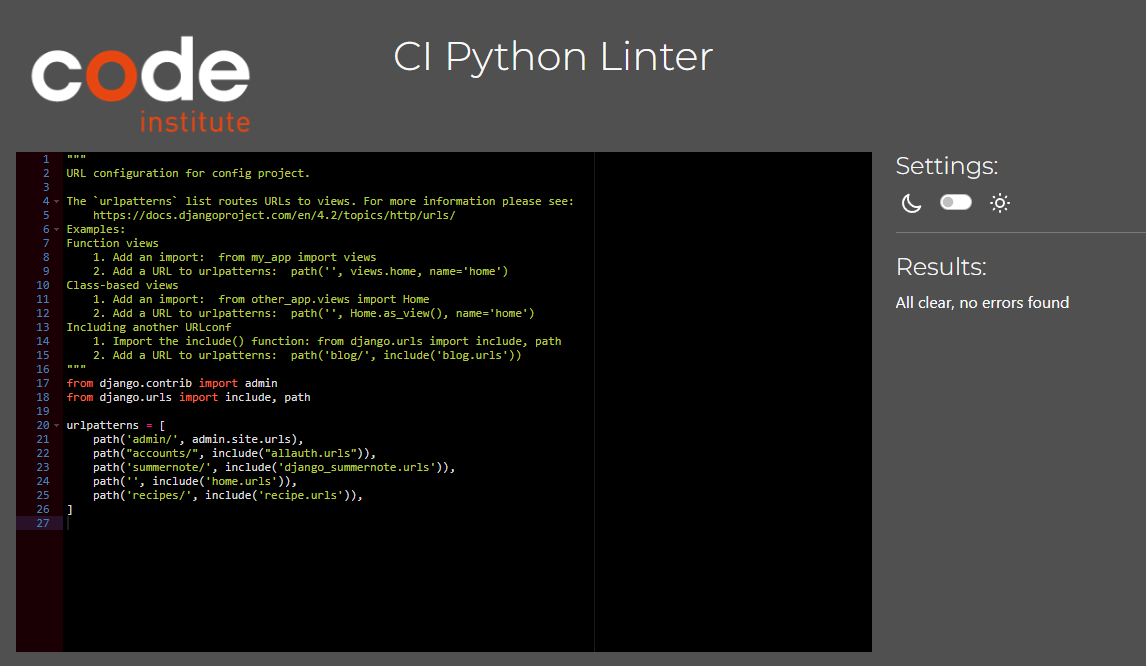 code
institute
CI Python Linter
1 """
2 URL configuration for config project.
3
4 The `urlpatterns` list routes URLs to views. For more information please see:
5     https://docs.djangoproject.com/en/4.2/topics/http/urls/
6 Examples:
7 Function views
8     1. Add an import:  from my_app import views
9     2. Add a URL to urlpatterns:  path('', views.home, name='home')
10 Class-based views
11     1. Add an import:  from other_app.views import Home
12     2. Add a URL to urlpatterns:  path('', Home.as_view(), name='home')
13 Including another URLconf
14     1. Import the include() function: from django.urls import include, path
15     2. Add a URL to urlpatterns:  path('blog/', include('blog.urls'))
16 """
17 from django.contrib import admin
18 from django.urls import include, path
19
20 urlpatterns = [
21     path('admin/', admin.site.urls),
22     path("accounts/", include("allauth.urls")),
23     path('summernote/', include('django_summernote.urls')),
24     path('', include('home.urls')),
25     path('recipes/', include('recipe.urls')),
26 ]
27
Settings:
Results:
All clear, no errors found